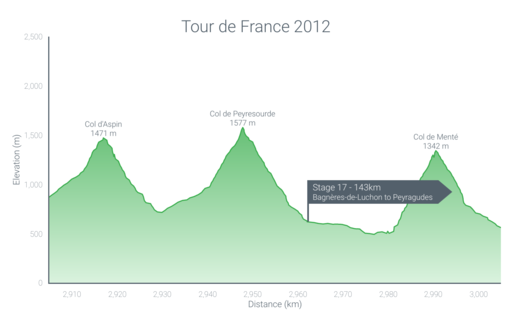 Tour de France 2012
2,500
2,000
1,500
1,000
500
0
Elevation (m)
Col d'Aspin
1471 m
Col de Peyresourde
1577 m
Col de Menté
1342 m
Stage 17 - 143km
Bagnères-de-Luchon to Peyragudes
2,910 2,920 2,930 2,940 2,950 2,960 2,970 2,980 2,990 3,000
Distance (km)